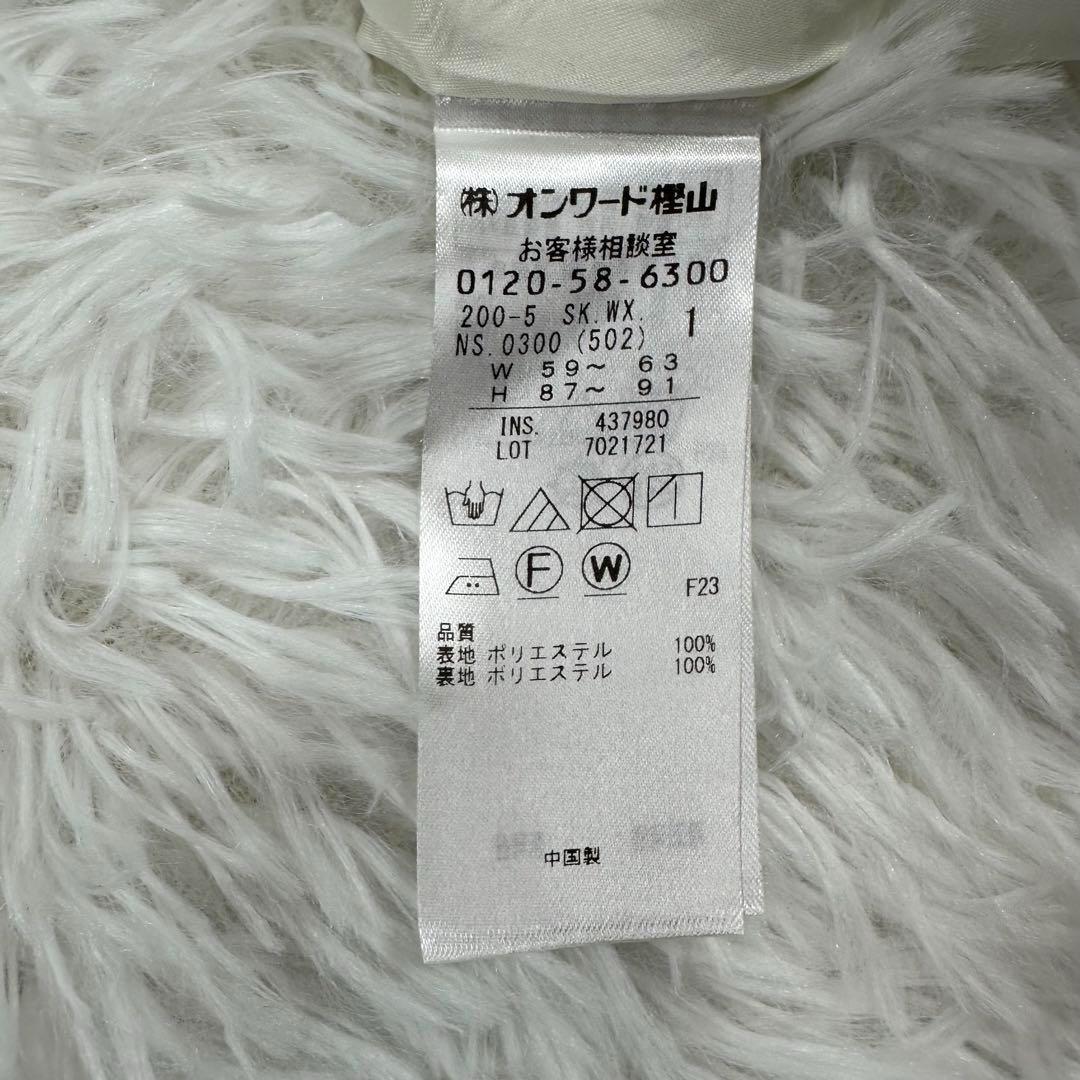 (株)オンワード樫山
お客様相談室
0120-58-6300
200-5 SK.WX. 1
NS.0300 (502)
W 59～ 63
H 87～ 91
INS. 437980
LOT 7021721
F
W
F23
品質
表地 ポリエステル 100%
裏地 ポリエステル 100%
中国製